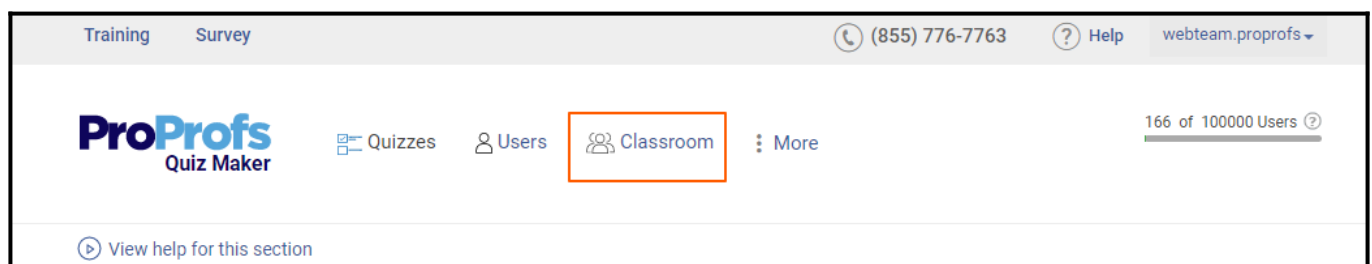 Training Survey (855) 776-7763 ? Help webteam.proprofs
ProProfs
Quiz Maker
Quizzes Users Classroom More
166 of 100000 Users ?
View help for this section